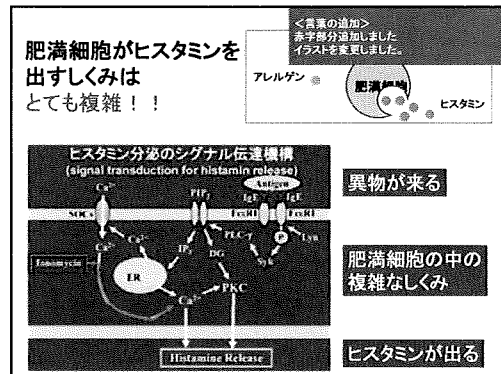 ＜言葉の追加＞
赤字部分追加しました
イラストを変更しました。
肥満細胞がヒスタミンを
出すしくみは
とても複雑！！
アレルゲン
肥満細胞
ヒスタミン
ヒスタミン分泌のシグナル伝達機構
(signal transduction for histamin release)
Antigen
Ca²⁺
PIP₂
IgE
IgE
SOCs
FcεRI
FcεRI
Ca²⁺
Ca²⁺
PLC-γ
P
Lyn
IP₃
DG
Syk
Ionomycin
ER
Ca²⁺
PKC
Histamine Release
異物が来る
肥満細胞の中の
複雑なしくみ
ヒスタミンが出る